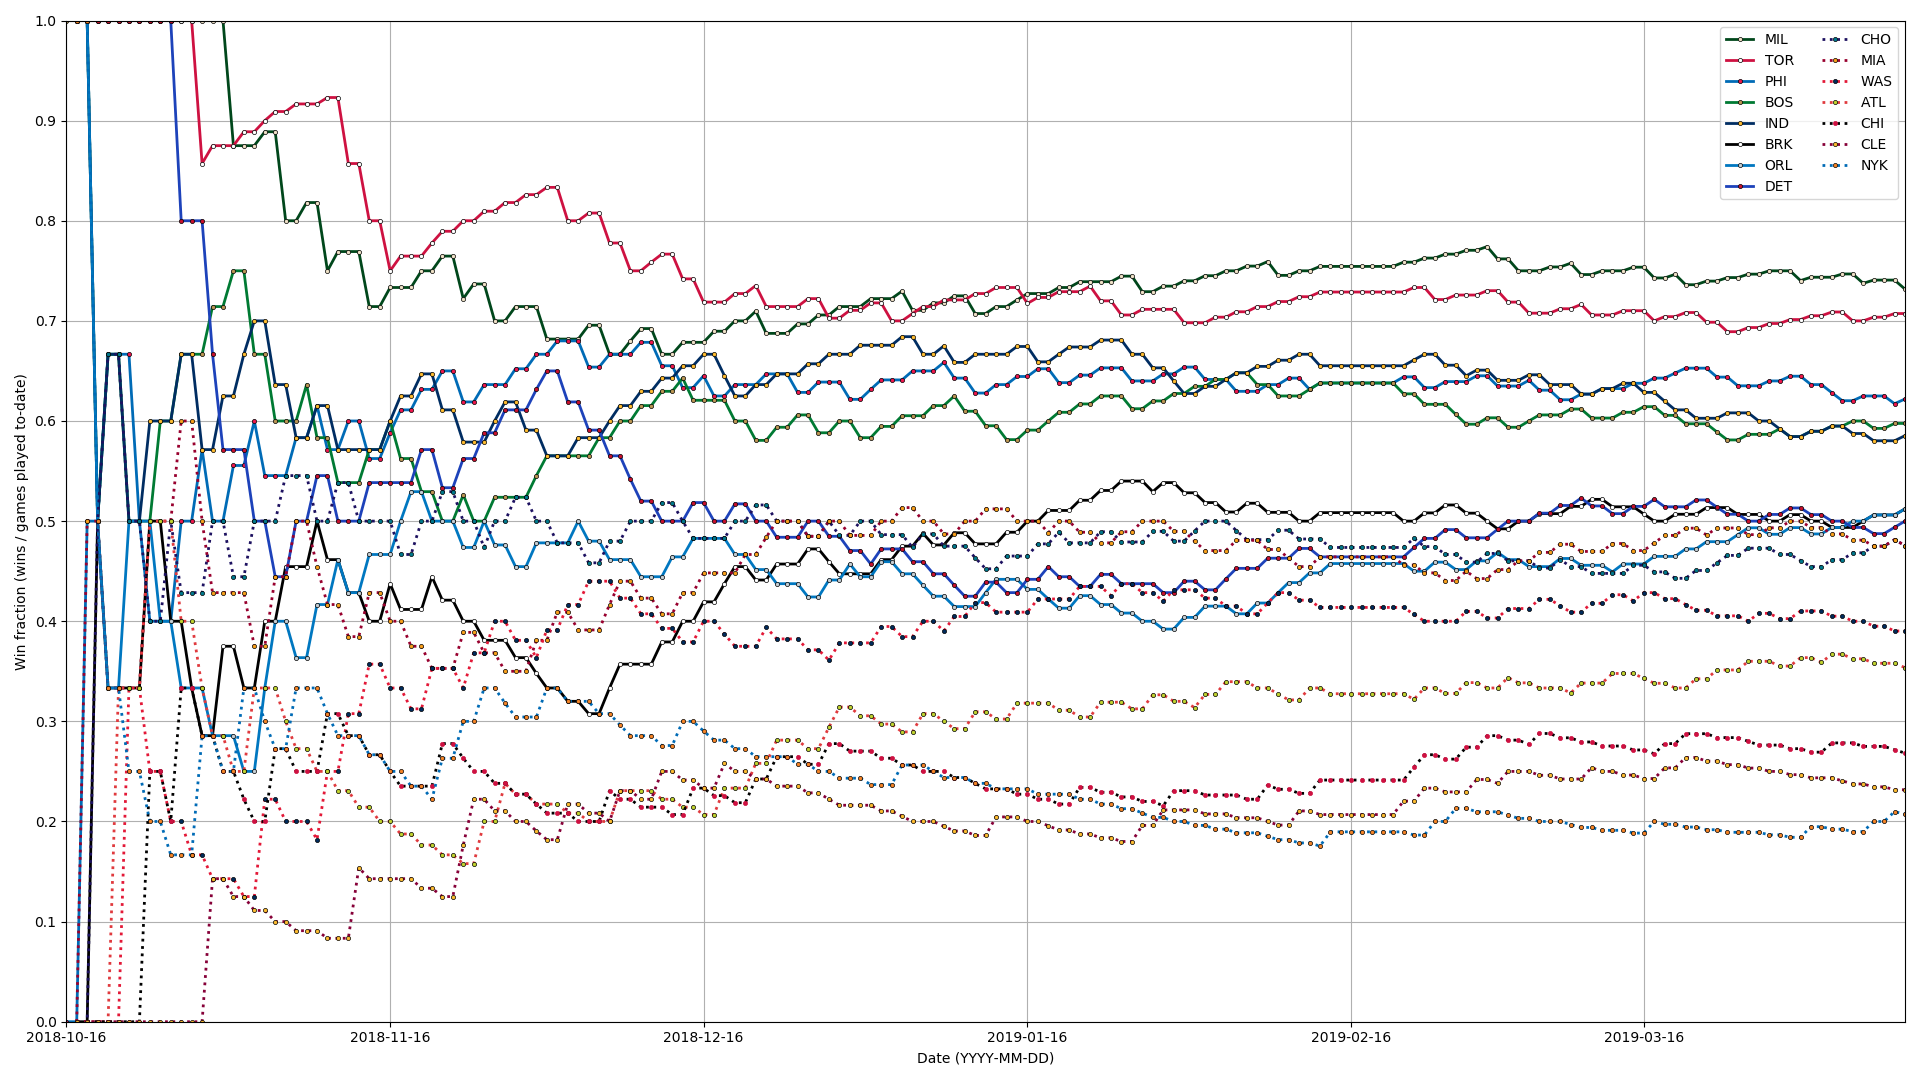 1.0
0.9
0.8
0.7
0.6
0.5
0.4
0.3
0.2
0.1
0.0
Win fraction (wins / games played to-date)
2018-10-16
2018-11-16
2018-12-16
2019-01-16
2019-02-16
2019-03-16
Date (YYYY-MM-DD)
MIL
TOR
PHI
BOS
IND
BRK
ORL
DET
CHO
MIA
WAS
ATL
CHI
CLE
NYK